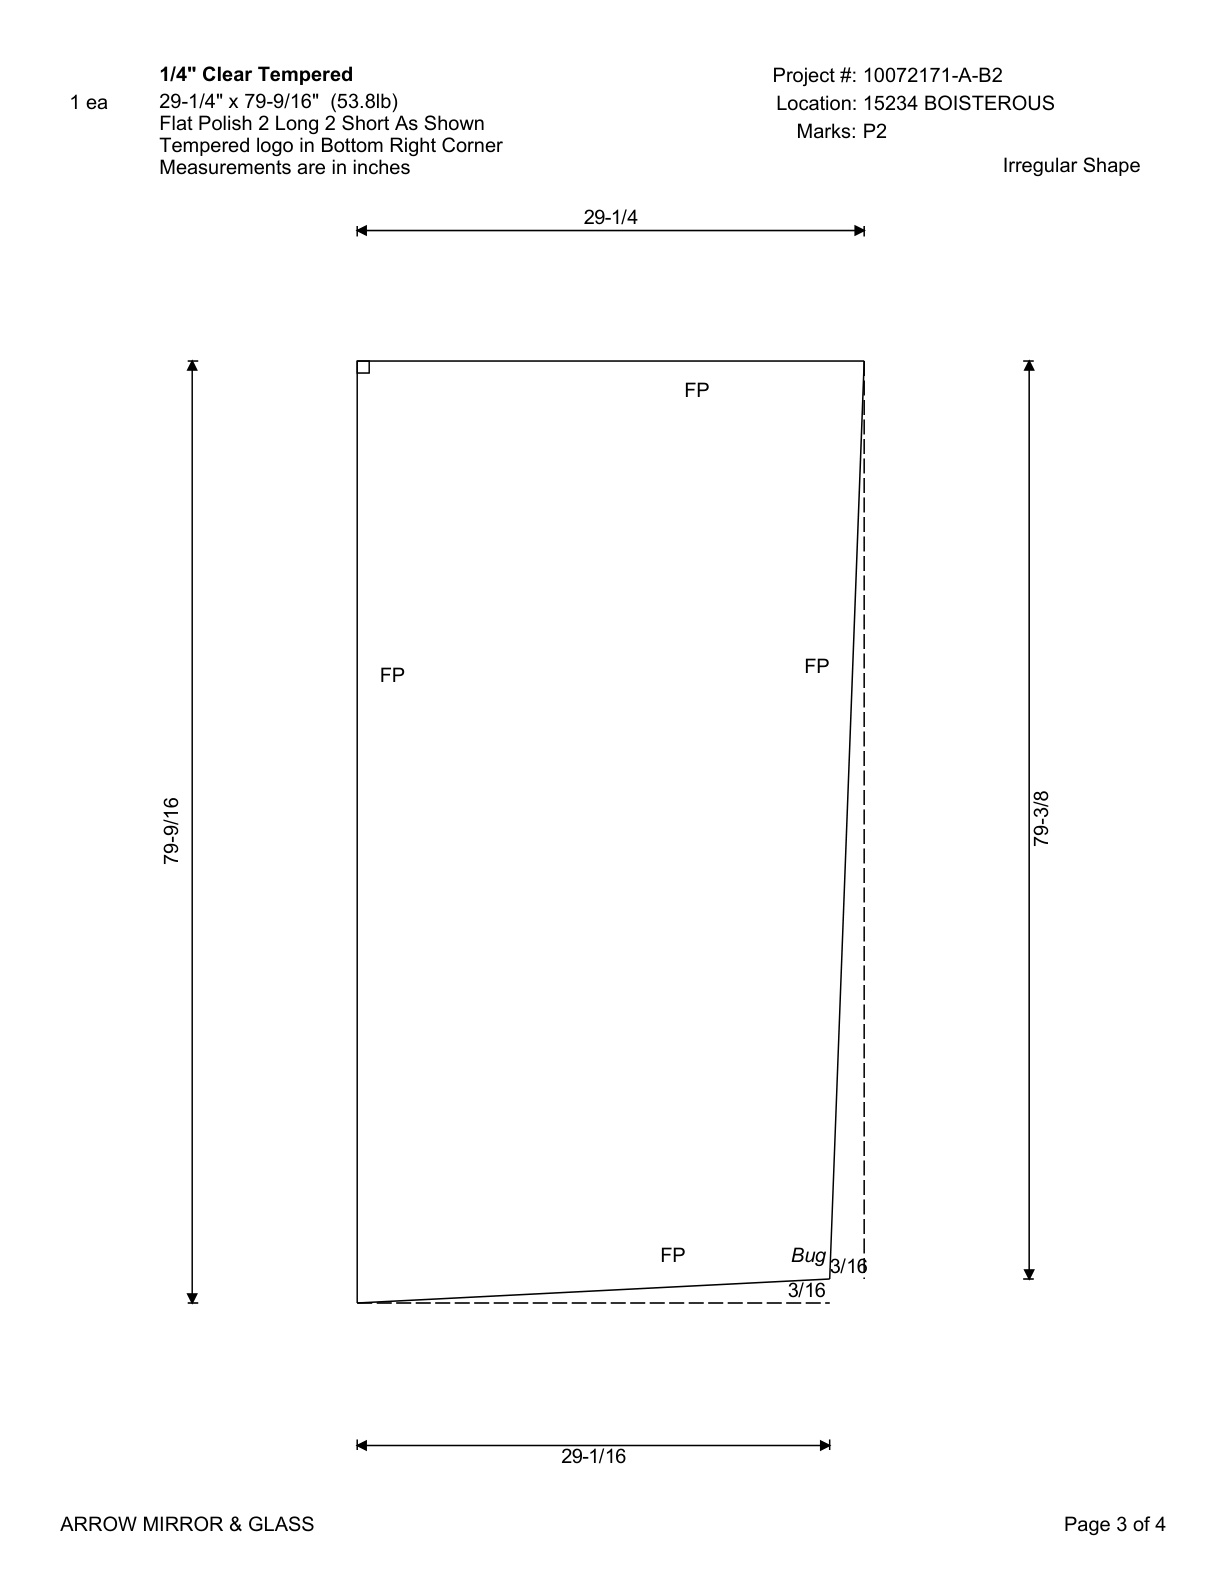 1/4" Clear Tempered
Project #: 10072171-A-B2
1 ea
29-1/4" x 79-9/16" (53.8lb)
Location: 15234 BOISTEROUS
Flat Polish 2 Long 2 Short As Shown
Marks: P2
Tempered logo in Bottom Right Corner
Measurements are in inches
Irregular Shape
29-1/4
FP
FP
FP
79-9/16
79-3/8
FP
Bug
3/16
3/16
29-1/16
ARROW MIRROR & GLASS
Page 3 of 4